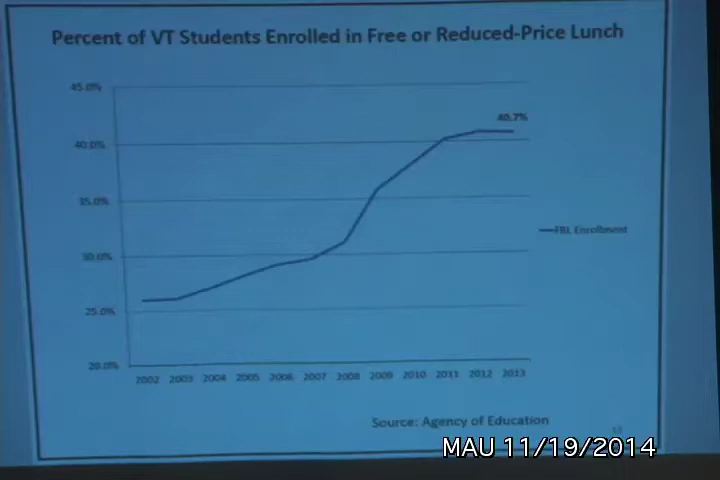 Percent of VT Students Enrolled in Free or Reduced-Price Lunch
45.0%
40.7%
40.0%
35.0%
FRL Enrollment
30.0%
25.0%
20.0%
2002 2003 2004 2005 2006 2007 2008 2009 2010 2011 2012 2013
Source: Agency of Education
MAU 11/19/2014